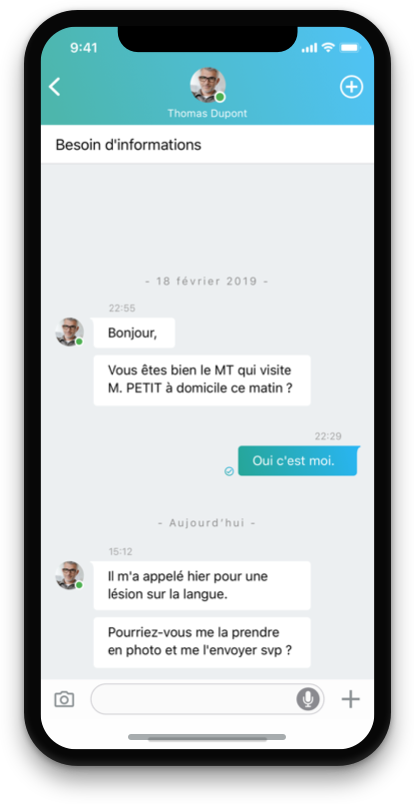 9:41
Thomas Dupont
Besoin d'informations
- 18 février 2019 -
22:55
Bonjour,
Vous êtes bien le MT qui visite
M. PETIT à domicile ce matin ?
22:29
Oui c'est moi.
- Aujourd'hui -
15:12
Il m'a appelé hier pour une
lésion sur la langue.
Pourriez-vous me la prendre
en photo et me l'envoyer svp ?